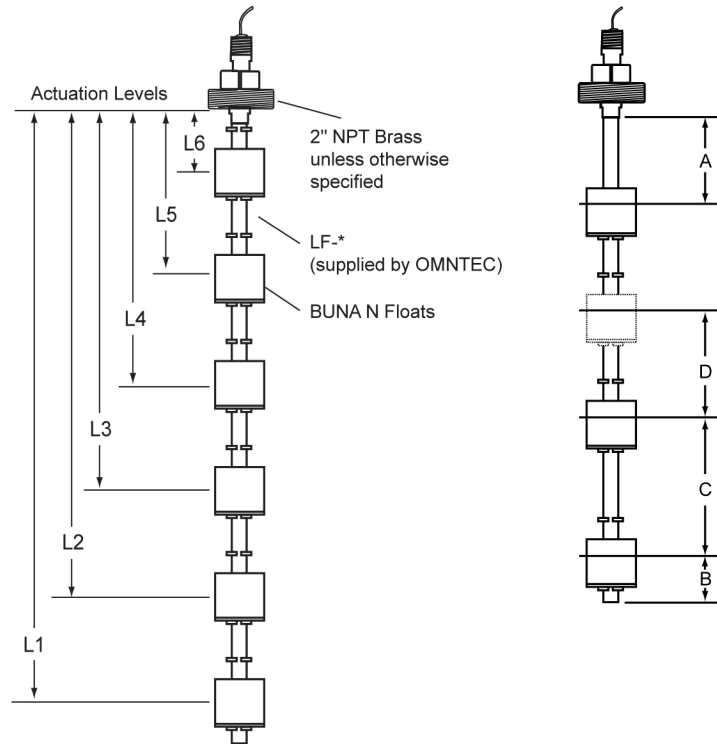 Actuation Levels
2" NPT Brass
unless otherwise
specified
L6
L5
LF-*
(supplied by OMNTEC)
BUNA N Floats
L4
L3
L2
L1
A
D
C
B